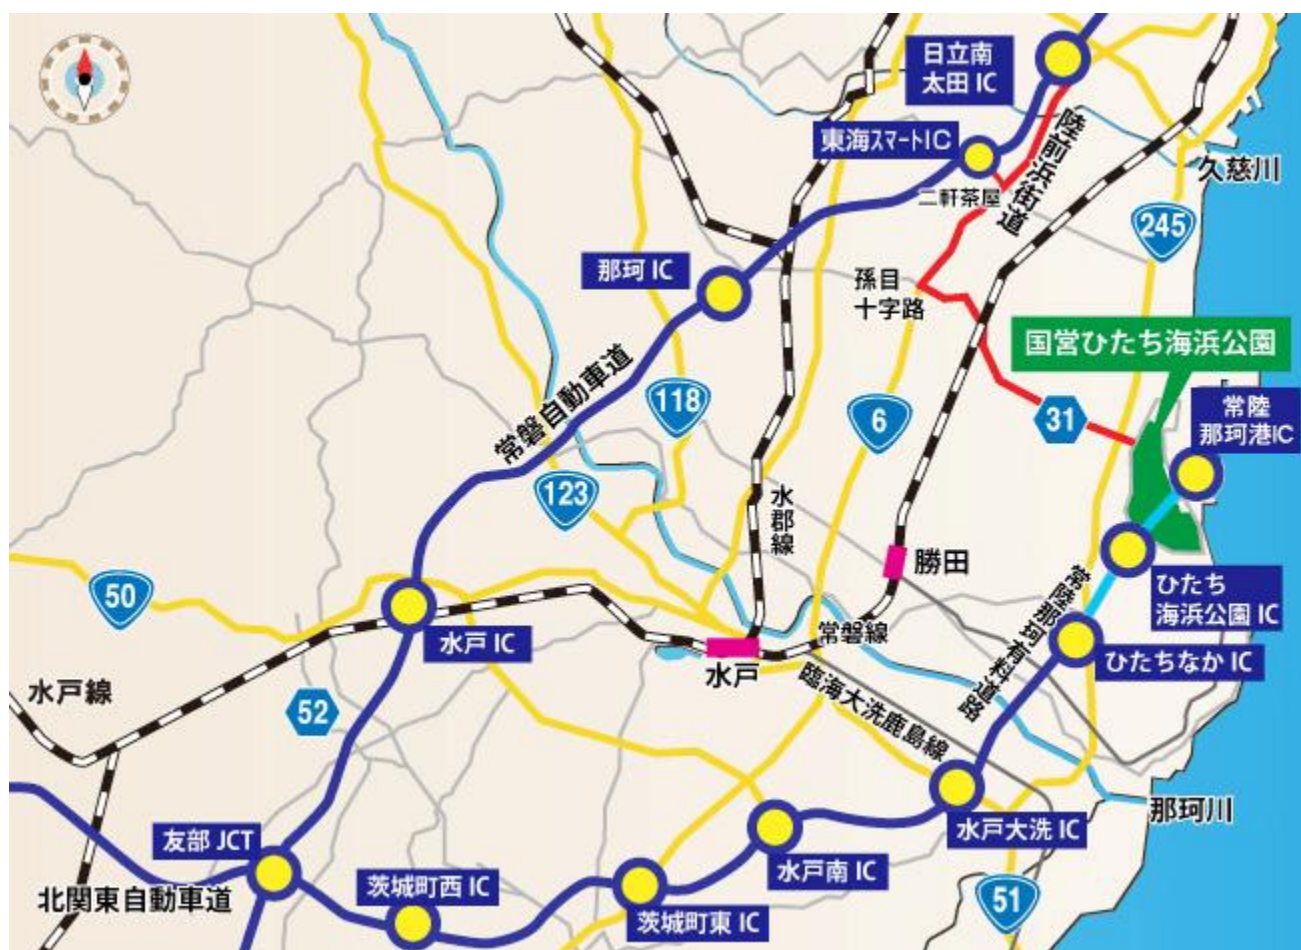 日立南
太田 IC
東海スマートIC
陸前浜街道
久慈川
二軒茶屋
245
那珂 IC
孫目
十字路
国営ひたち海浜公園
常磐自動車道
118
6
31
常陸
那珂港IC
123
水郡線
勝田
50
ひたち
海浜公園 IC
水戸 IC
常磐線
常陸那珂有料道路
ひたちなか IC
水戸
水戸線
52
臨海大洗鹿島線
那珂川
友部 JCT
水戸大洗 IC
水戸南 IC
茨城町西 IC
北関東自動車道
茨城町東 IC
51